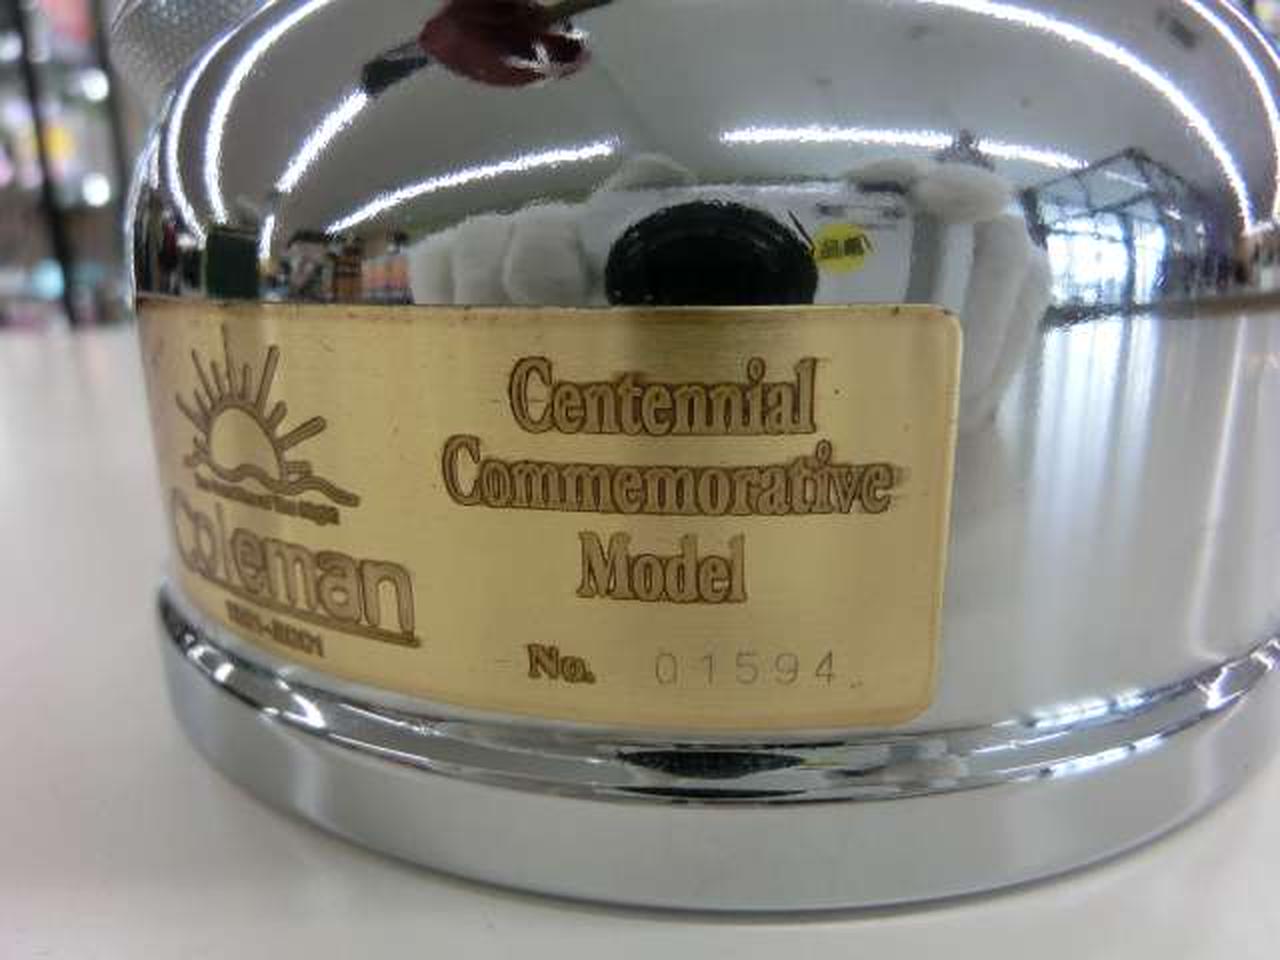 Coleman
Centennial
Commemorative
Model
No. 01594